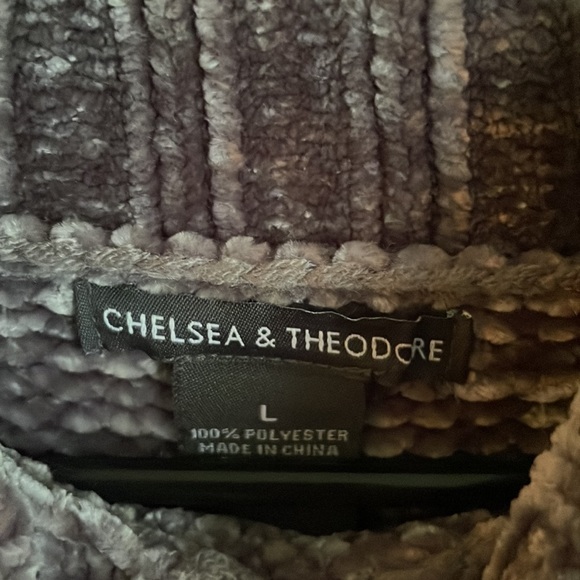 CHELSEA & THEODORE
L
100% POLYESTER
MADE IN CHINA